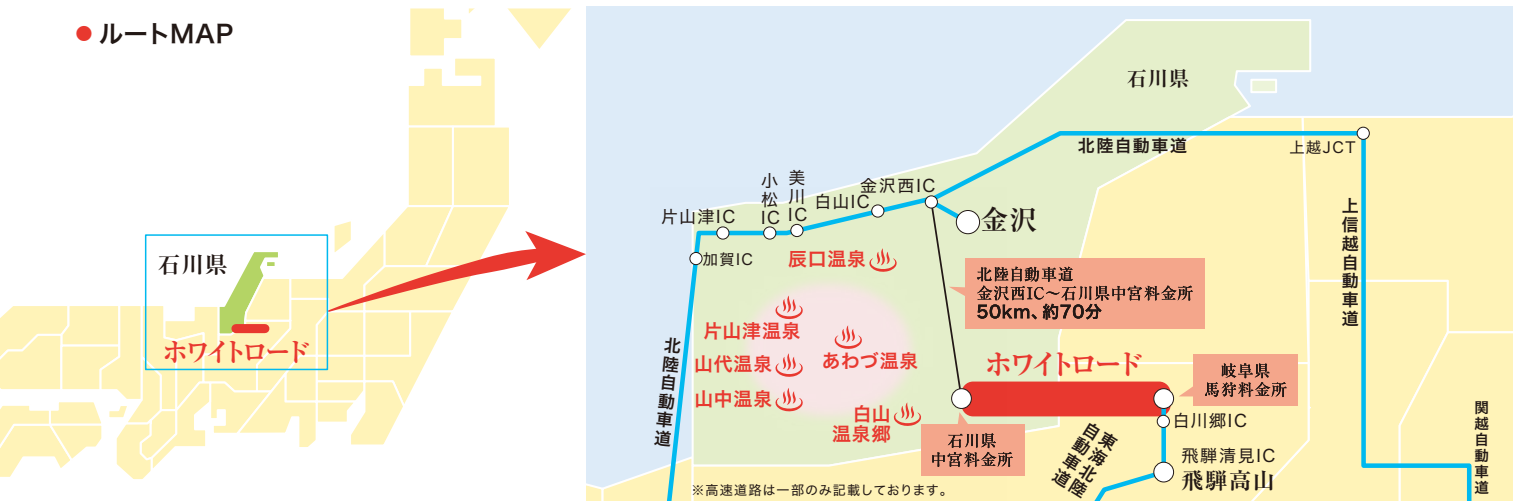 ルートMAP
石川県
ホワイトロード
石川県
北陸自動車道
上越JCT
金沢西IC
白山IC
美川IC
小松IC
片山津IC
加賀IC
金沢
辰口温泉
片山津温泉
山代温泉
山中温泉
あわづ温泉
白山
温泉郷
北陸自動車道
金沢西IC〜石川県中宮料金所
50km、約70分
ホワイトロード
岐阜県
馬狩料金所
石川県
中宮料金所
白川郷IC
飛騨清見IC
飛騨高山
東海北陸
自動車道
北陸自動車道
上信越自動車道
関越自動車道
※高速道路は一部のみ記載しております。